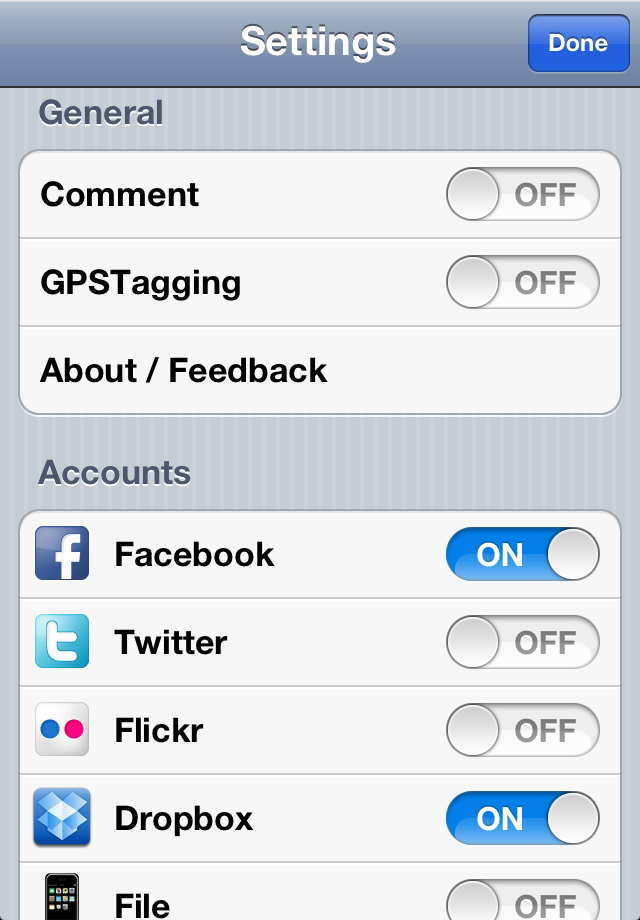 Settings
Done
General
Comment OFF
GPSTagging OFF
About / Feedback
Accounts
Facebook ON
Twitter OFF
Flickr OFF
Dropbox ON
File OFF